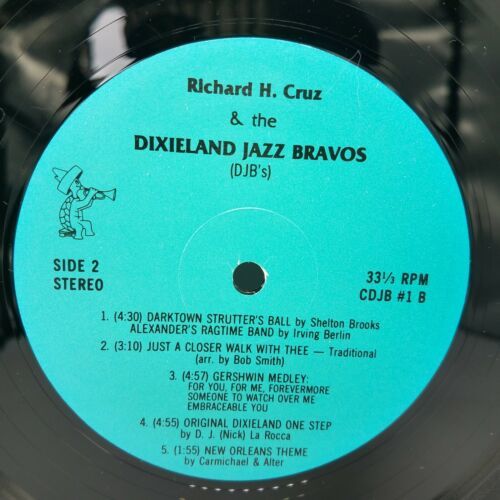 Richard H. Cruz
& the
DIXIELAND JAZZ BRAVOS
(DJB's)
SIDE 2
STEREO
33⅓ RPM
CDJB #1 B
1. (4:30) DARKTOWN STRUTTER'S BALL by Shelton Brooks
ALEXANDER'S RAGTIME BAND by Irving Berlin
2. (3:10) JUST A CLOSER WALK WITH THEE — Traditional
(arr. by Bob Smith)
3. (4:57) GERSHWIN MEDLEY:
FOR YOU, FOR ME, FOREVERMORE
SOMEONE TO WATCH OVER ME
EMBRACEABLE YOU
4. (4:55) ORIGINAL DIXIELAND ONE STEP
by D. J. (Nick) La Rocca
5. (1:55) NEW ORLEANS THEME
by Carmichael & Alter